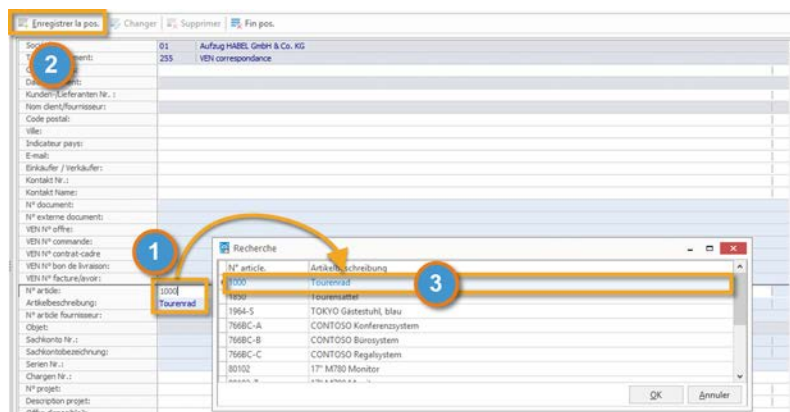 Enregistrer la pos. Changer Supprimer Fin pos.
01 Aufzug HABEL GmbH & Co. KG
255 VEN correspondance
2
Kunden-/Lieferanten Nr. :
Nom client/fournisseur:
Code postal:
Ville:
Indicateur pays:
E-mail:
Einkäufer / Verkäufer:
Kontakt Nr.:
Kontakt Name:
N° document:
N° externe document:
VEN N° offre:
VEN N° commande:
VEN N° contrat-cadre
VEN N° bon de livraison:
VEN N° facture/avoir:
N° article: 1000
Artikelbeschreibung: Tourenrad
N° article fournisseur:
Objet:
Sachkonto Nr.:
Sachkontobezeichnung:
Serien Nr.:
Chargen Nr.:
N° projet:
Description projet:
1
Recherche
N° article. Artikelbeschreibung
1000 Tourenrad
3
1850 Tourensattel
1964-S TOKYO Gästestuhl, blau
766BC-A CONTOSO Konferenzsystem
766BC-B CONTOSO Bürosystem
766BC-C CONTOSO Regalsystem
80102 17" M780 Monitor
OK Annuler